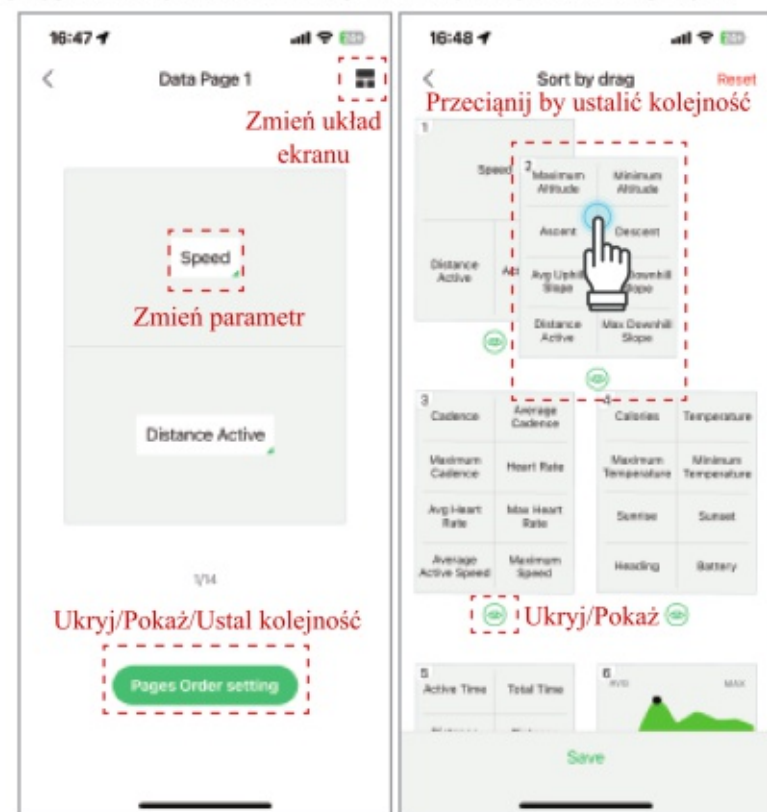 16:47
Data Page 1
Zmień układ
ekranu
Speed
Zmień parametr
Distance Active
1/14
Ukryj/Pokaż/Ustal kolejność
Pages Order setting
16:48
Sort by drag
Reset
Przeciąnij by ustalić kolejność
1
Speed
Distance
Active
2
Maximum
Altitude
Minimum
Altitude
Ascent
Descent
Avg Uphill
Slope
Downhill
Slope
Distance
Active
Max Downhill
Slope
3
Cadence
Average
Cadence
Maximum
Cadence
Heart Rate
Avg Heart
Rate
Max Heart
Rate
Average
Active Speed
Maximum
Speed
4
Calories
Temperature
Maximum
Temperature
Minimum
Temperature
Sunrise
Sunset
Heading
Battery
Ukryj/Pokaż
5
Active Time
Total Time
6
AVG
MAX
Save